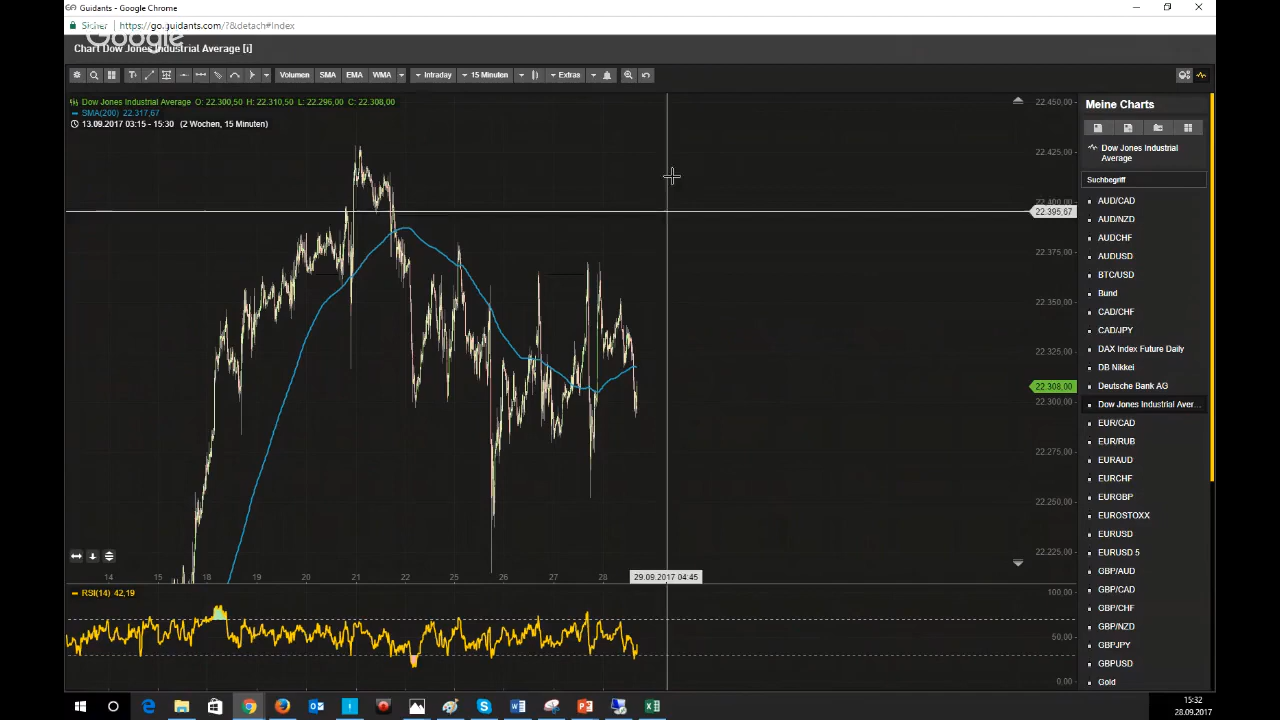 Guidants - Google Chrome
Sicher https://go.guidants.com/?&detach#index
Google
Chart Dow Jones Industrial Average [i]
Volumen SMA EMA WMA Intraday 15 Minuten Extras
Dow Jones Industrial Average O: 22.300,50 H: 22.310,50 L: 22.296,00 C: 22.308,00
SMA(200) 22.317,67
13.09.2017 03:15 - 15:30 (2 Wochen, 15 Minuten)
22.450,00
22.425,00
22.400,00
22.395,67
22.375,00
22.350,00
22.325,00
22.308,00
22.300,00
22.275,00
22.250,00
22.225,00
14 15 18 19 20 21 22 25 26 27 28 29.09.2017 04:45
RSI(14) 42,19
100,00
50,00
0,00
Meine Charts
Dow Jones Industrial
Average
Suchbegriff
AUD/CAD
AUD/NZD
AUDCHF
AUDUSD
BTC/USD
Bund
CAD/CHF
CAD/JPY
DAX Index Future Daily
DB Nikkei
Deutsche Bank AG
Dow Jones Industrial Aver...
EUR/CAD
EUR/RUB
EURAUD
EURCHF
EURGBP
EUROSTOXX
EURUSD
EURUSD 5
GBP/AUD
GBP/CAD
GBP/CHF
GBP/NZD
GBPJPY
GBPUSD
Gold
15:32
28.09.2017